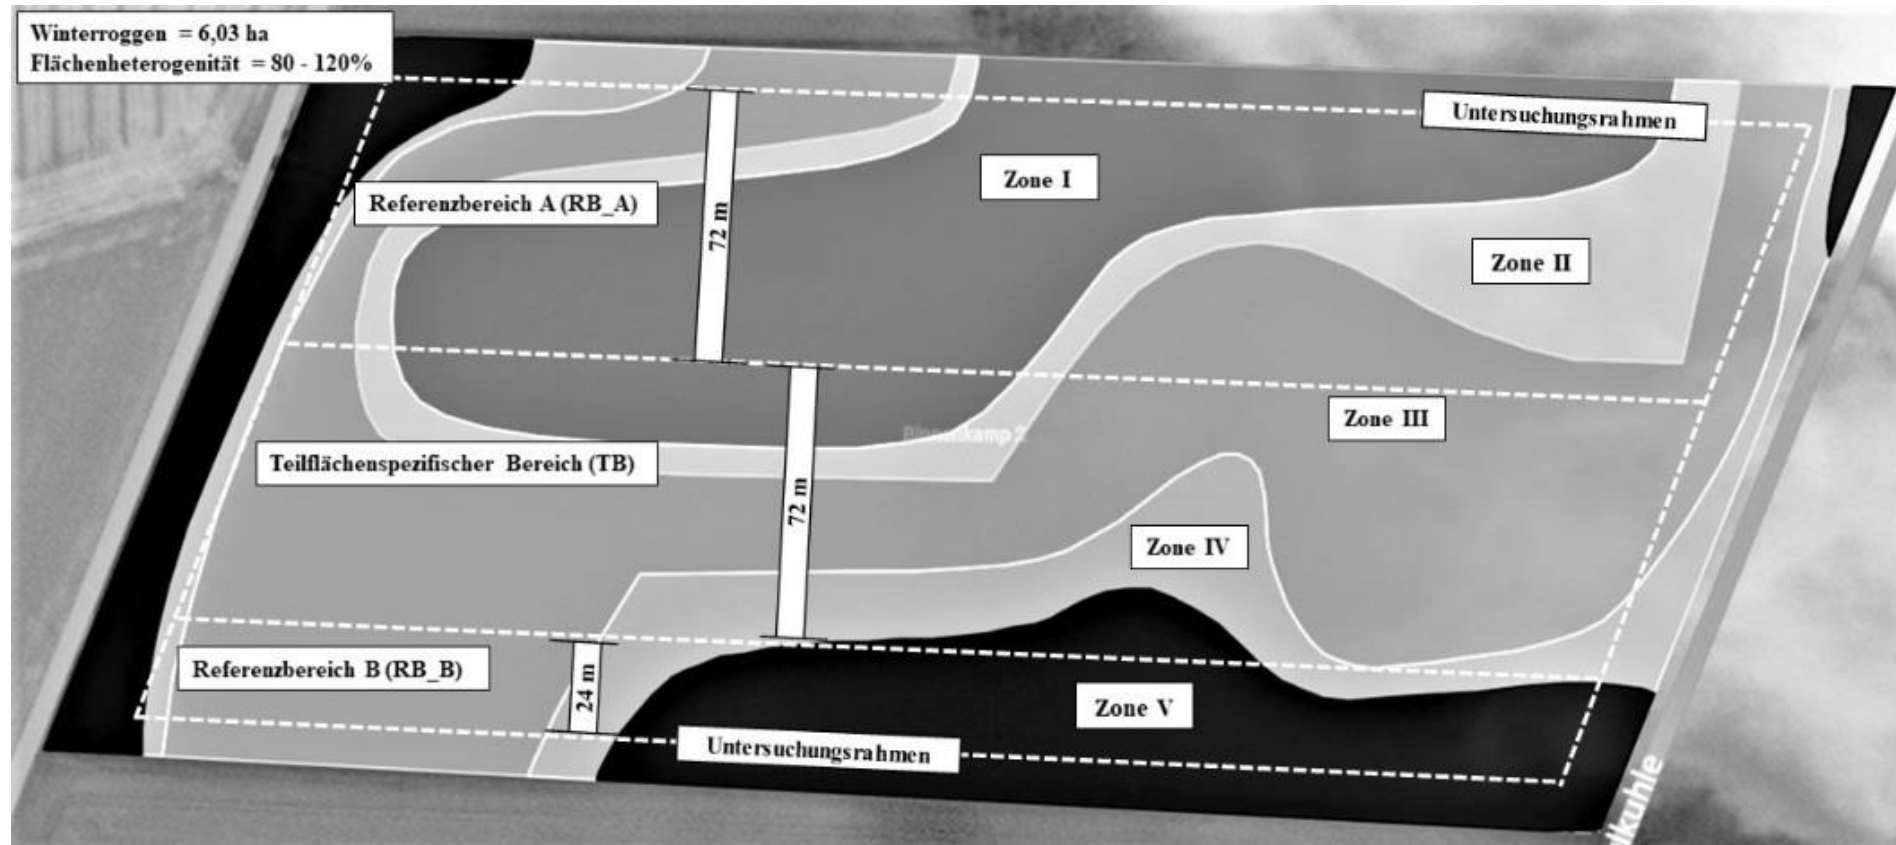 Winterroggen = 6,03 ha
Flächenheterogenität = 80 - 120%
Untersuchungsrahmen
Zone I
Referenzbereich A (RB_A)
72 m
Zone II
Zone III
Teilflächenspezifischer Bereich (TB)
72 m
Zone IV
Referenzbereich B (RB_B)
24 m
Zone V
Untersuchungsrahmen
lkuhle